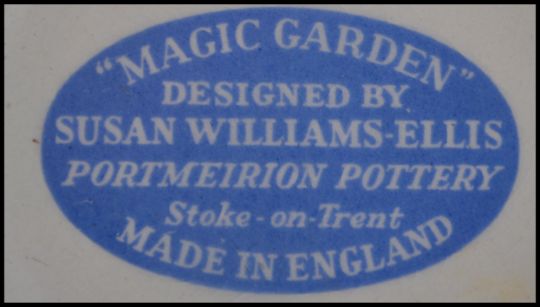 "MAGIC GARDEN"
DESIGNED BY
SUSAN WILLIAMS-ELLIS
PORTMEIRION POTTERY
Stoke-on-Trent
MADE IN ENGLAND